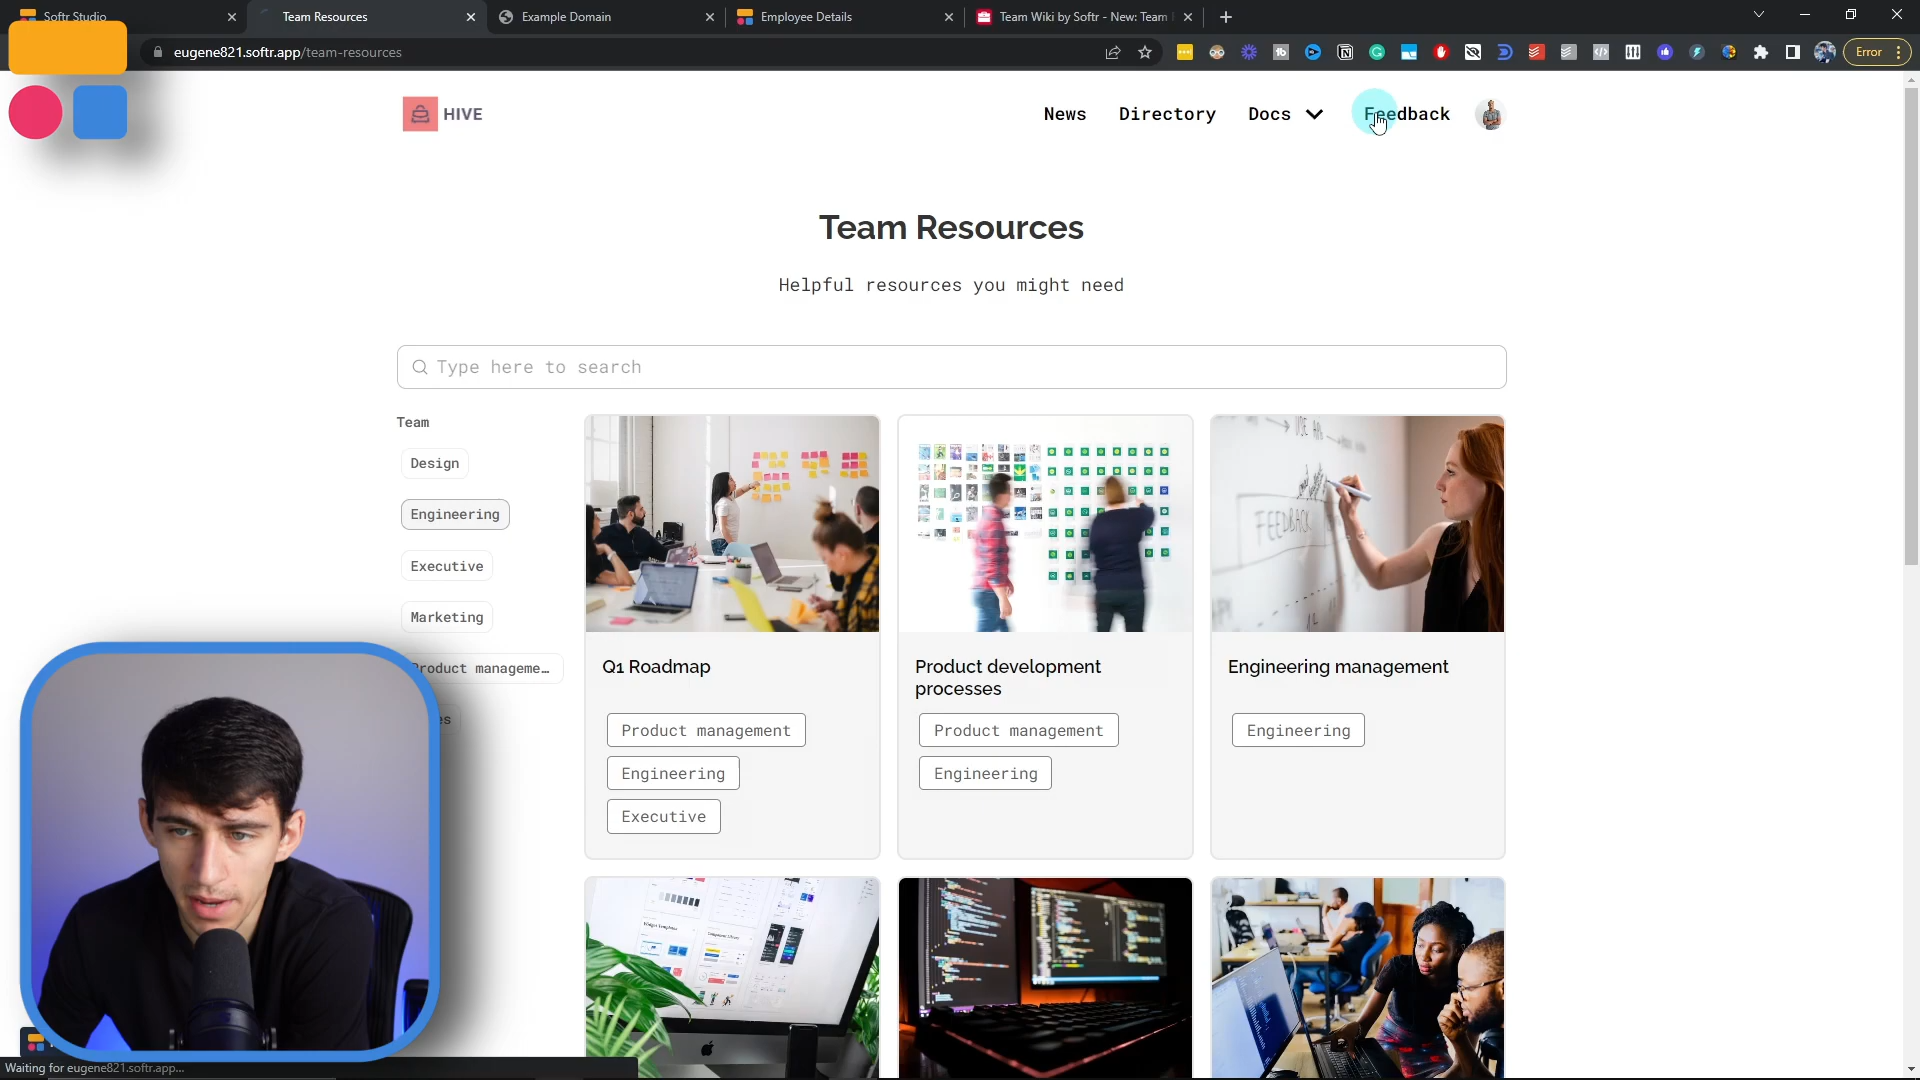 Softr Studio
Team Resources
Example Domain
Employee Details
Team Wiki by Softr - New: Team
eugene821.softr.app/team-resources
Error
HIVE
News
Directory
Docs
Feedback
Team Resources
Helpful resources you might need
Type here to search
Team
Design
Engineering
Executive
Marketing
Product manageme…
Q1 Roadmap
Product management
Engineering
Executive
Product development
processes
Product management
Engineering
FEEDBACK
Engineering management
Engineering
Waiting for eugene821.softr.app...